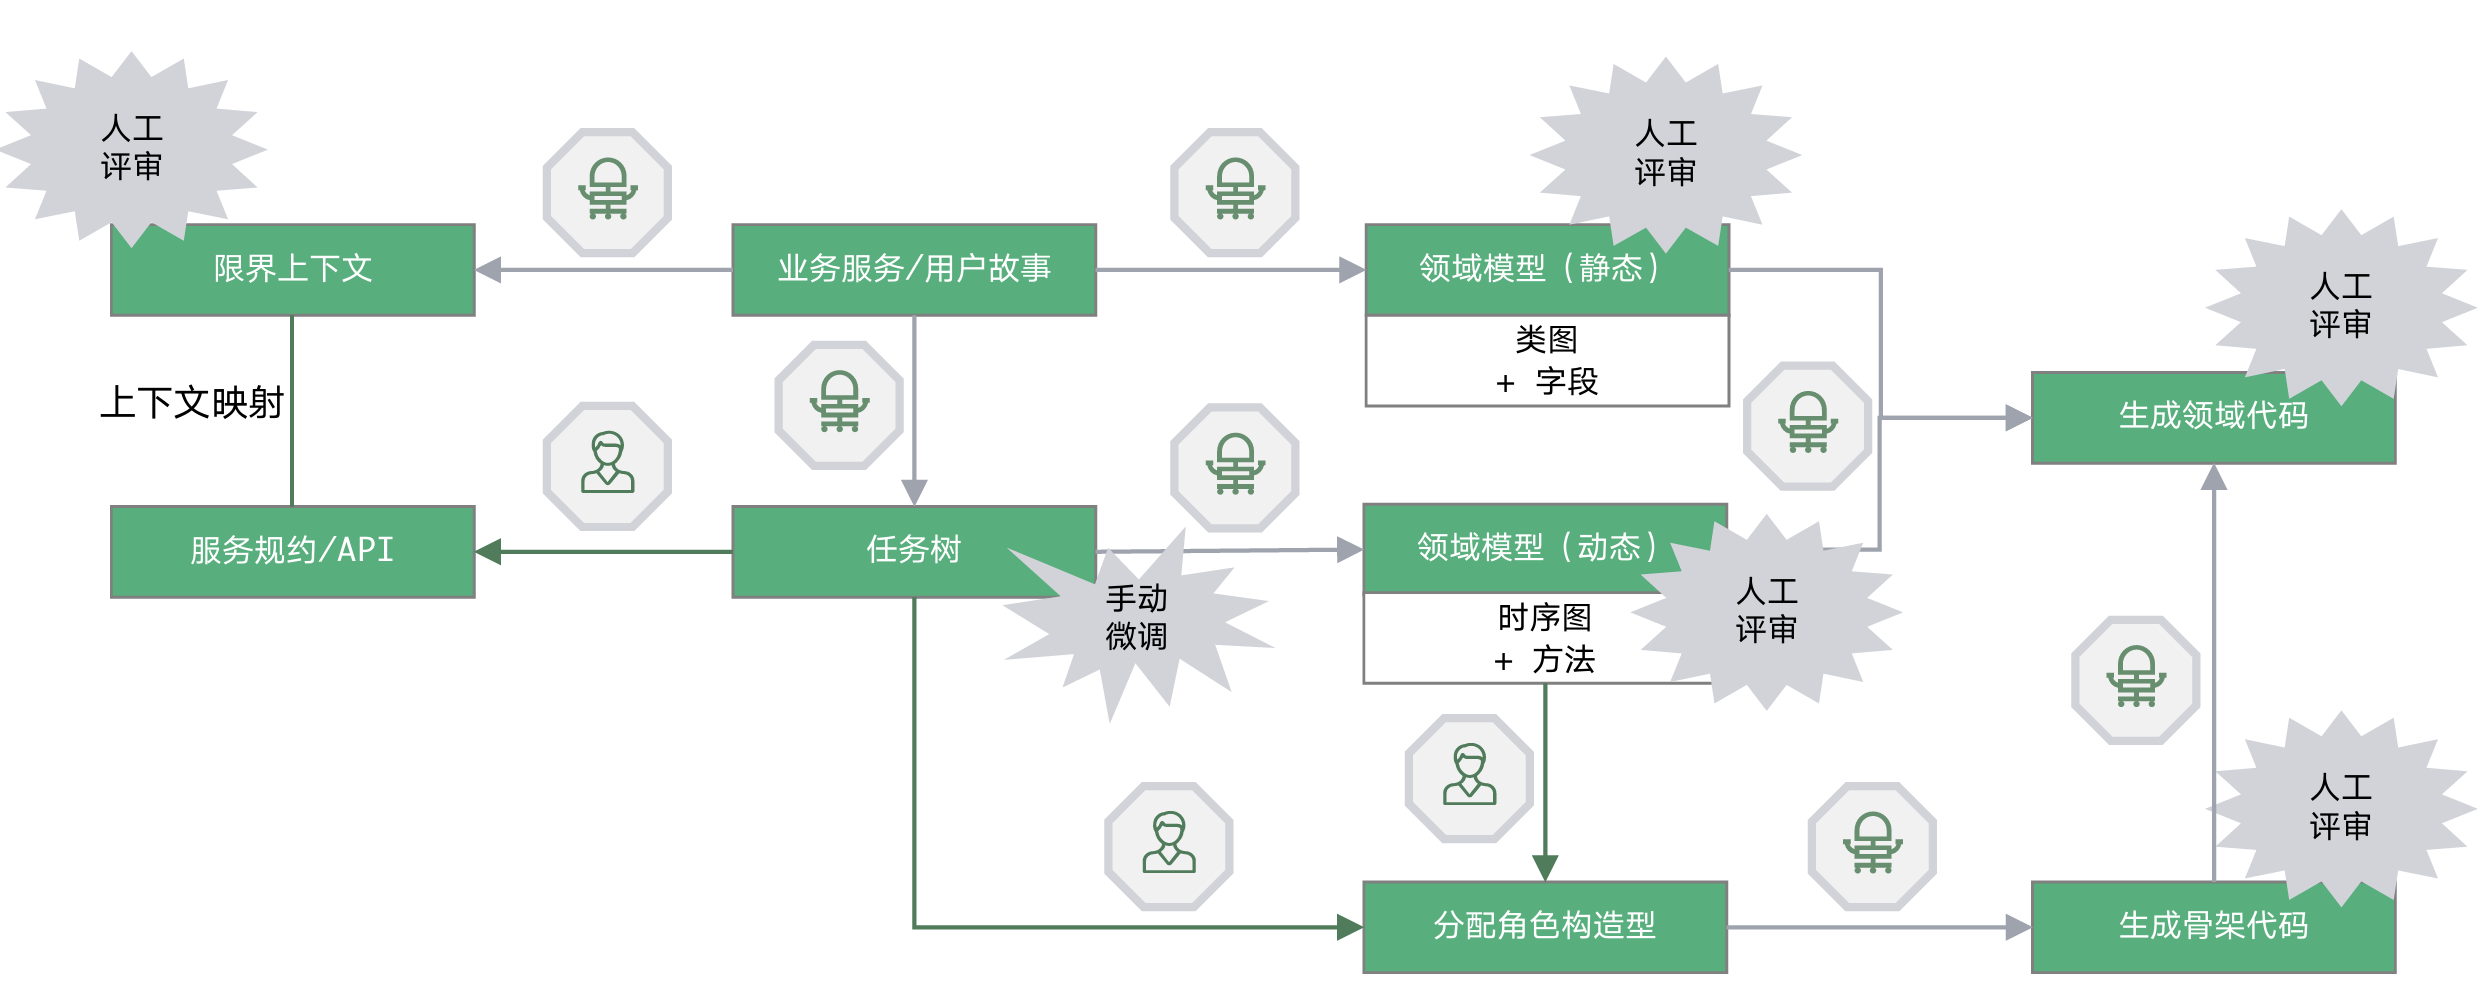 人工
评审
人工
评审
限界上下文
业务服务/用户故事
领域模型（静态）
类图
+ 字段
人工
评审
上下文映射
生成领域代码
服务规约/API
任务树
手动
微调
领域模型（动态）
时序图
+ 方法
人工
评审
人工
评审
分配角色构造型
生成骨架代码